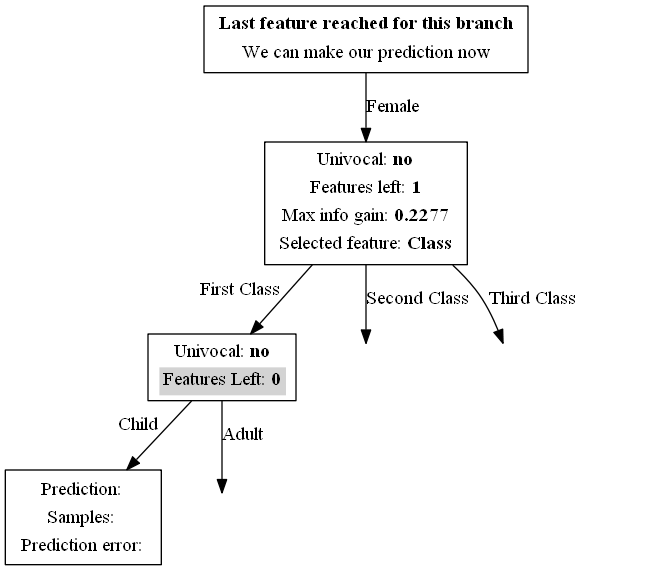 Last feature reached for this branch
We can make our prediction now
Female
Univocal: no
Features left: 1
Max info gain: 0.2277
Selected feature: Class
First Class
Second Class
Third Class
Univocal: no
Features Left: 0
Child
Adult
Prediction:
Samples:
Prediction error: